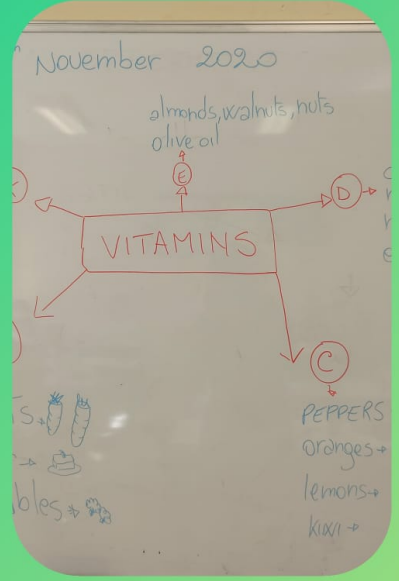 November 2020
almonds, walnuts, nuts
olive oil
E
D
VITAMINS
C
PEPPERS
oranges
lemons
kiwi